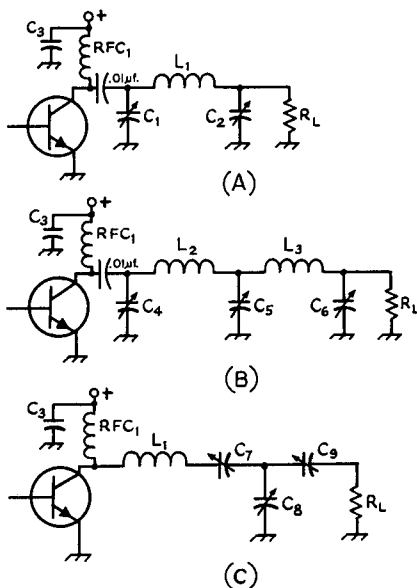 +
C3
RFC1
.01µf.
L1
C1
C2
RL
(A)
+
C3
RFC1
.01µf.
L2
L3
C4
C5
C6
RL
(B)
+
C3
RFC1
L1
C7
C9
C8
RL
(C)